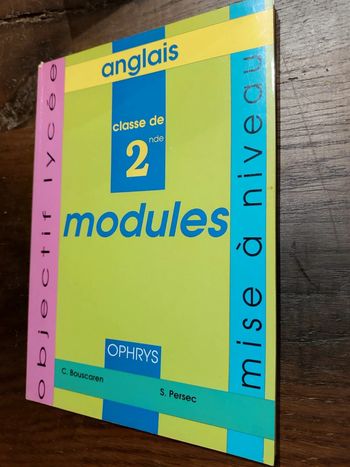 anglais
classe de
2nde
modules
objectif lycée
mise à niveau
OPHRYS
C. Bouscaren
S. Persec